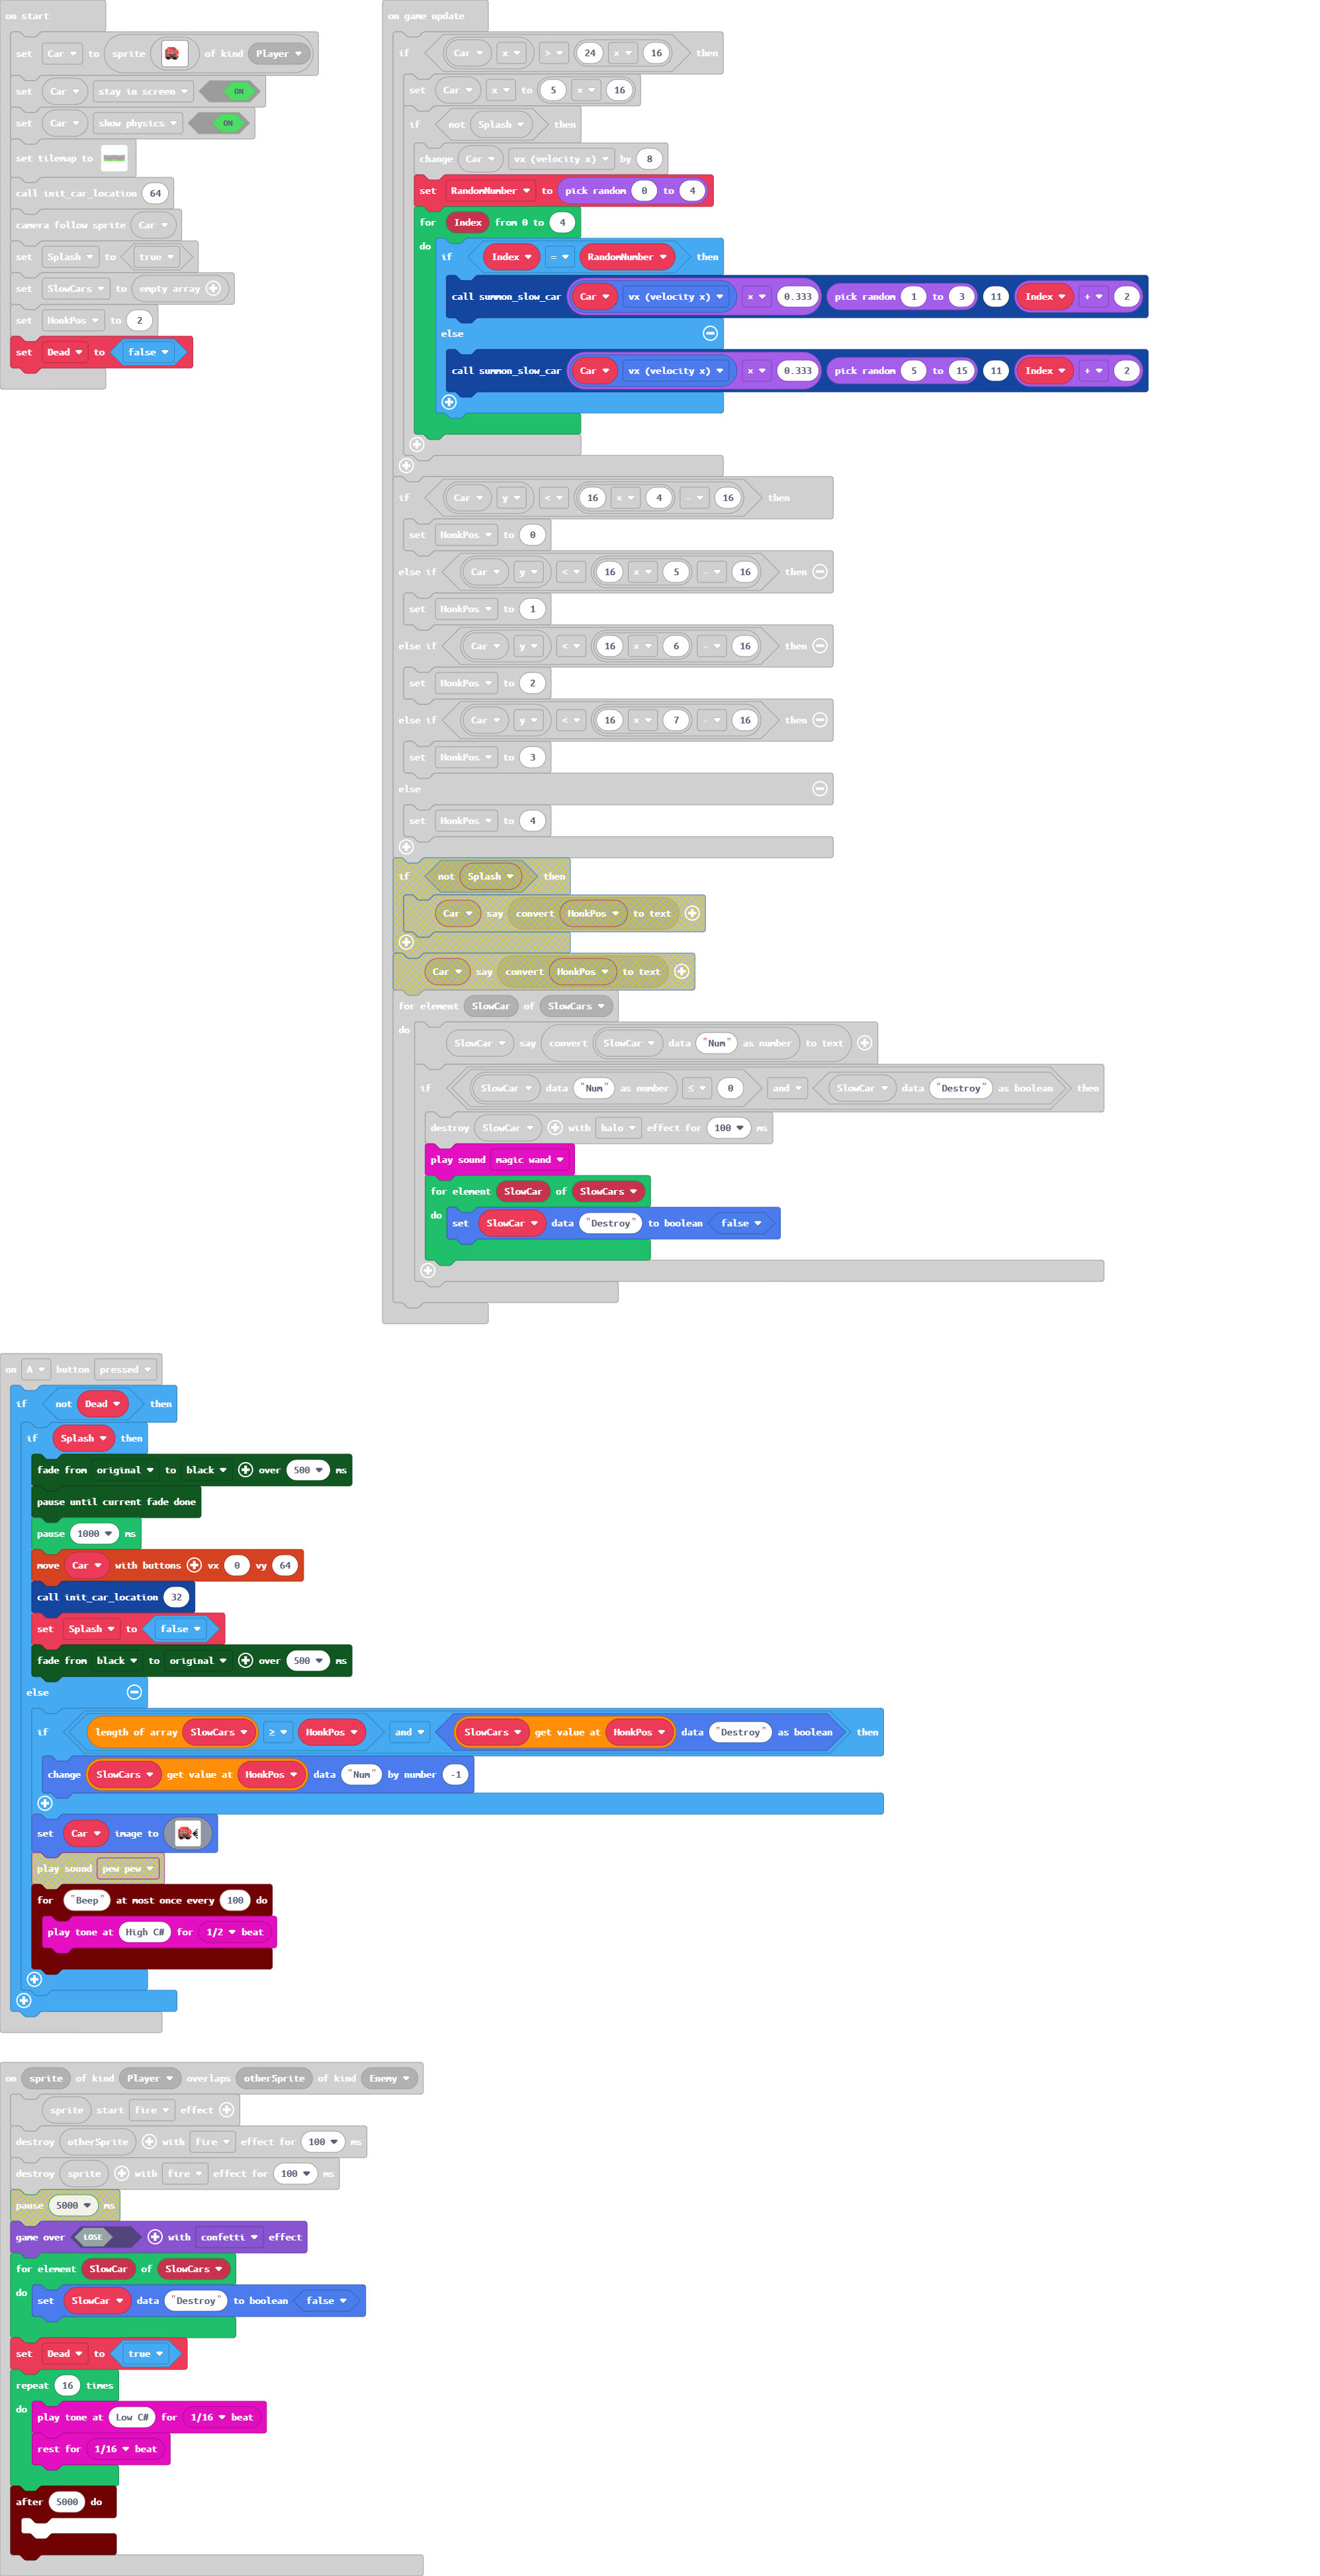 on start
set Car to sprite of kind Player
set Car stay in screen ON
set Car show physics ON
set tilemap to
call init_car_location 64
camera follow sprite Car
set Splash to true
set SlowCars to empty array
set HonkPos to 2
set Dead to false
on game update
if Car x > 24 × 16 then
set Car x to 5 × 16
if not Splash then
change Car vx (velocity x) by 8
set RandomNumber to pick random 0 to 4
for Index from 0 to 4
do if Index = RandomNumber then
call summon_slow_car Car vx (velocity x) × 0.333 pick random 1 to 3 11 Index + 2
else
call summon_slow_car Car vx (velocity x) × 0.333 pick random 5 to 15 11 Index + 2
if Car y < 16 × 4 - 16 then
set HonkPos to 0
else if Car y < 16 × 5 - 16 then
set HonkPos to 1
else if Car y < 16 × 6 - 16 then
set HonkPos to 2
else if Car y < 16 × 7 - 16 then
set HonkPos to 3
else
set HonkPos to 4
if not Splash then
Car say convert HonkPos to text
Car say convert HonkPos to text
for element SlowCar of SlowCars
do SlowCar say convert SlowCar data "Num" as number to text
if SlowCar data "Num" as number ≤ 0 and SlowCar data "Destroy" as boolean then
destroy SlowCar with halo effect for 100 ms
play sound magic wand
for element SlowCar of SlowCars
do set SlowCar data "Destroy" to boolean false
on A button pressed
if not Dead then
if Splash then
fade from original to black over 500 ms
pause until current fade done
pause 1000 ms
move Car with buttons vx 0 vy 64
call init_car_location 32
set Splash to false
fade from black to original over 500 ms
else
if length of array SlowCars ≥ HonkPos and SlowCars get value at HonkPos data "Destroy" as boolean then
change SlowCars get value at HonkPos data "Num" by number -1
set Car image to
play sound pew pew
for "Beep" at most once every 100 do
play tone at High C# for 1/2 beat
on sprite of kind Player overlaps otherSprite of kind Enemy
sprite start fire effect
destroy otherSprite with fire effect for 100 ms
destroy sprite with fire effect for 100 ms
pause 5000 ms
game over LOSE with confetti effect
for element SlowCar of SlowCars
do set SlowCar data "Destroy" to boolean false
set Dead to true
repeat 16 times
do play tone at Low C# for 1/16 beat
rest for 1/16 beat
after 5000 do